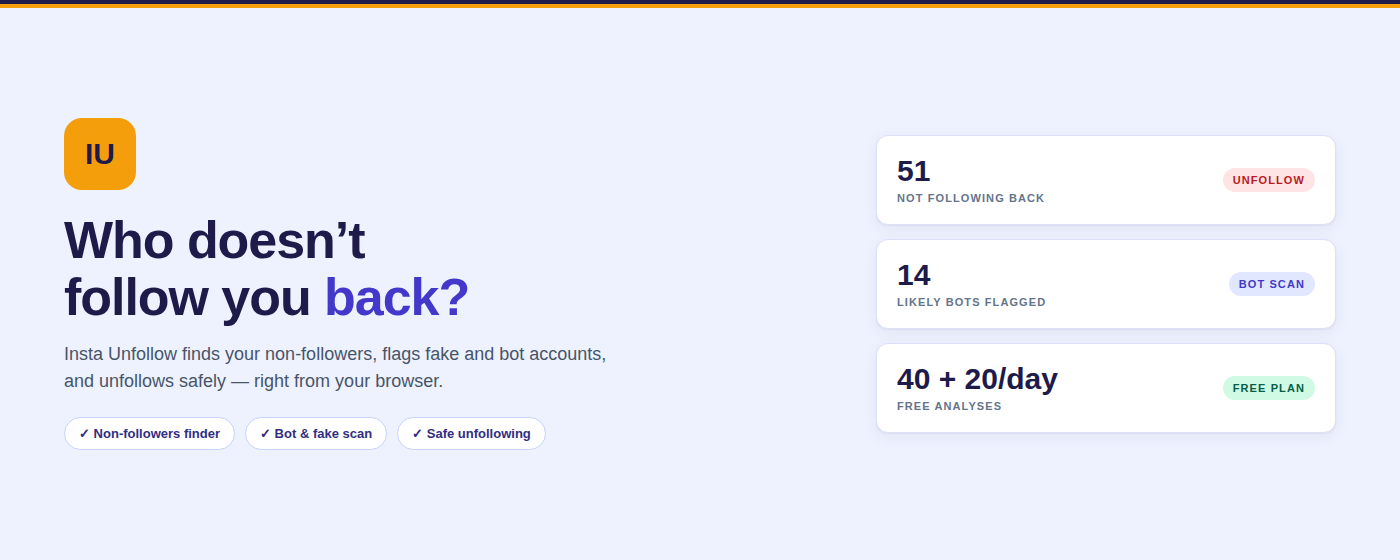 IU
Who doesn’t
follow you back?
Insta Unfollow finds your non-followers, flags fake and bot accounts,
and unfollows safely — right from your browser.
✓ Non-followers finder
✓ Bot & fake scan
✓ Safe unfollowing
51
NOT FOLLOWING BACK
UNFOLLOW
14
LIKELY BOTS FLAGGED
BOT SCAN
40 + 20/day
FREE ANALYSES
FREE PLAN